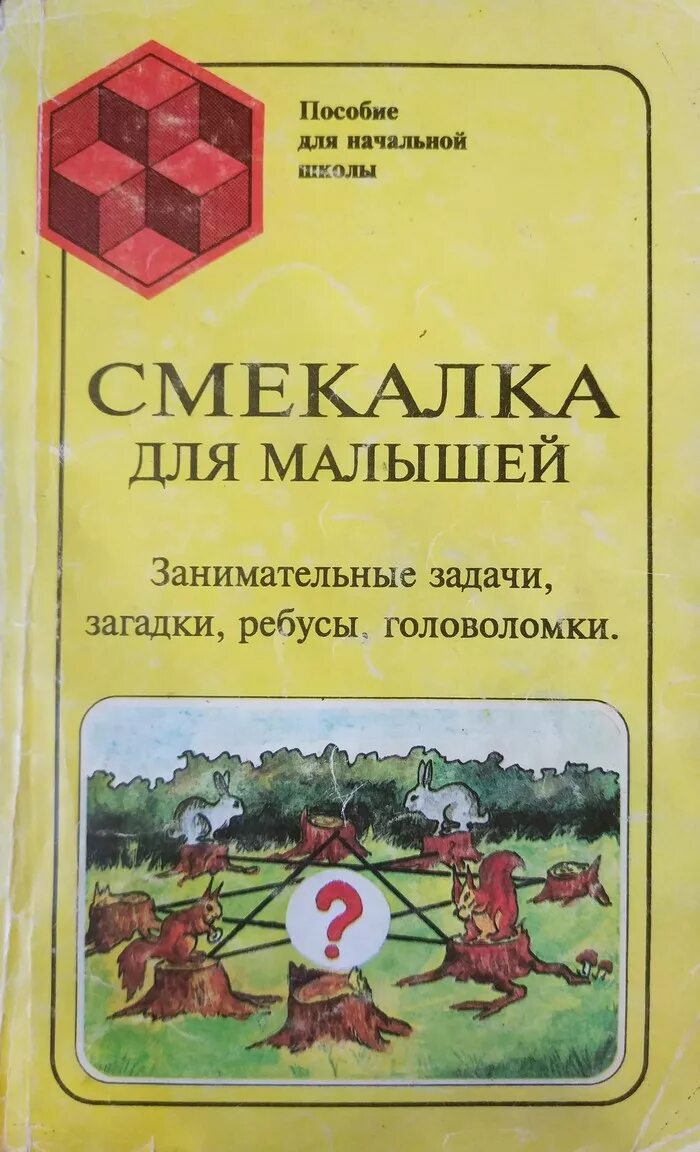 Пособие
для начальной
школы
СМЕКАЛКА
ДЛЯ МАЛЫШЕЙ
Занимательные задачи,
загадки, ребусы, головоломки.
?